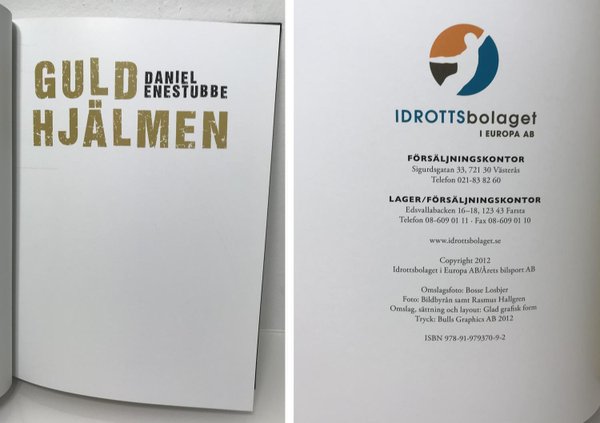 GULD DANIEL
ENESTUBBE
HJÄLMEN
IDROTTSbolaget
I EUROPA AB
FÖRSÄLJNINGSKONTOR
Sigurdsgatan 33, 721 30 Västerås
Telefon 021-83 82 60
LAGER/FÖRSÄLJNINGSKONTOR
Edsvallabacken 16–18, 123 43 Farsta
Telefon 08-609 01 11 · Fax 08-609 01 10
www.idrottsbolaget.se
Copyright 2012
Idrottsbolaget i Europa AB/Årets bilsport AB
Omslagsfoto: Bosse Losbjer
Foto: Bildbyrån samt Rasmus Hallgren
Omslag, sättning och layout: Glad grafisk form
Tryck: Bulls Graphics AB 2012
ISBN 978-91-979370-9-2